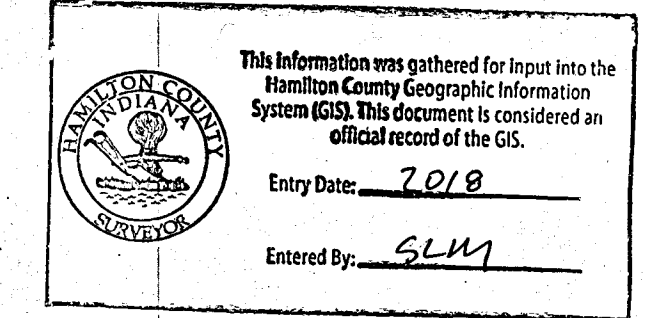 This information was gathered for input into the
Hamilton County Geographic Information
System (GIS). This document is considered an
official record of the GIS.
HAMILTON COUNTY
INDIANA
SURVEYOR
Entry Date: 2018
Entered By: SLM